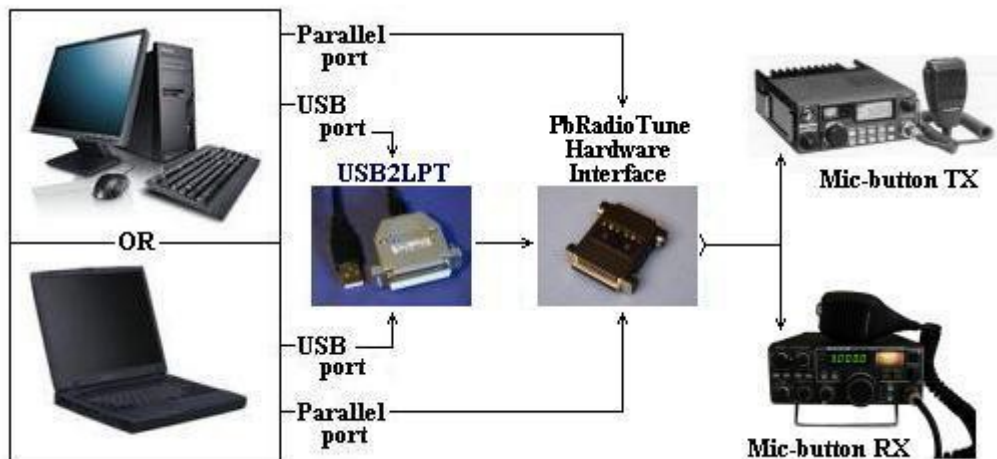 Parallel
port
USB
port
USB2LPT
PbRadioTune
Hardware
Interface
Mic-button TX
OR
USB
port
Parallel
port
Mic-button RX